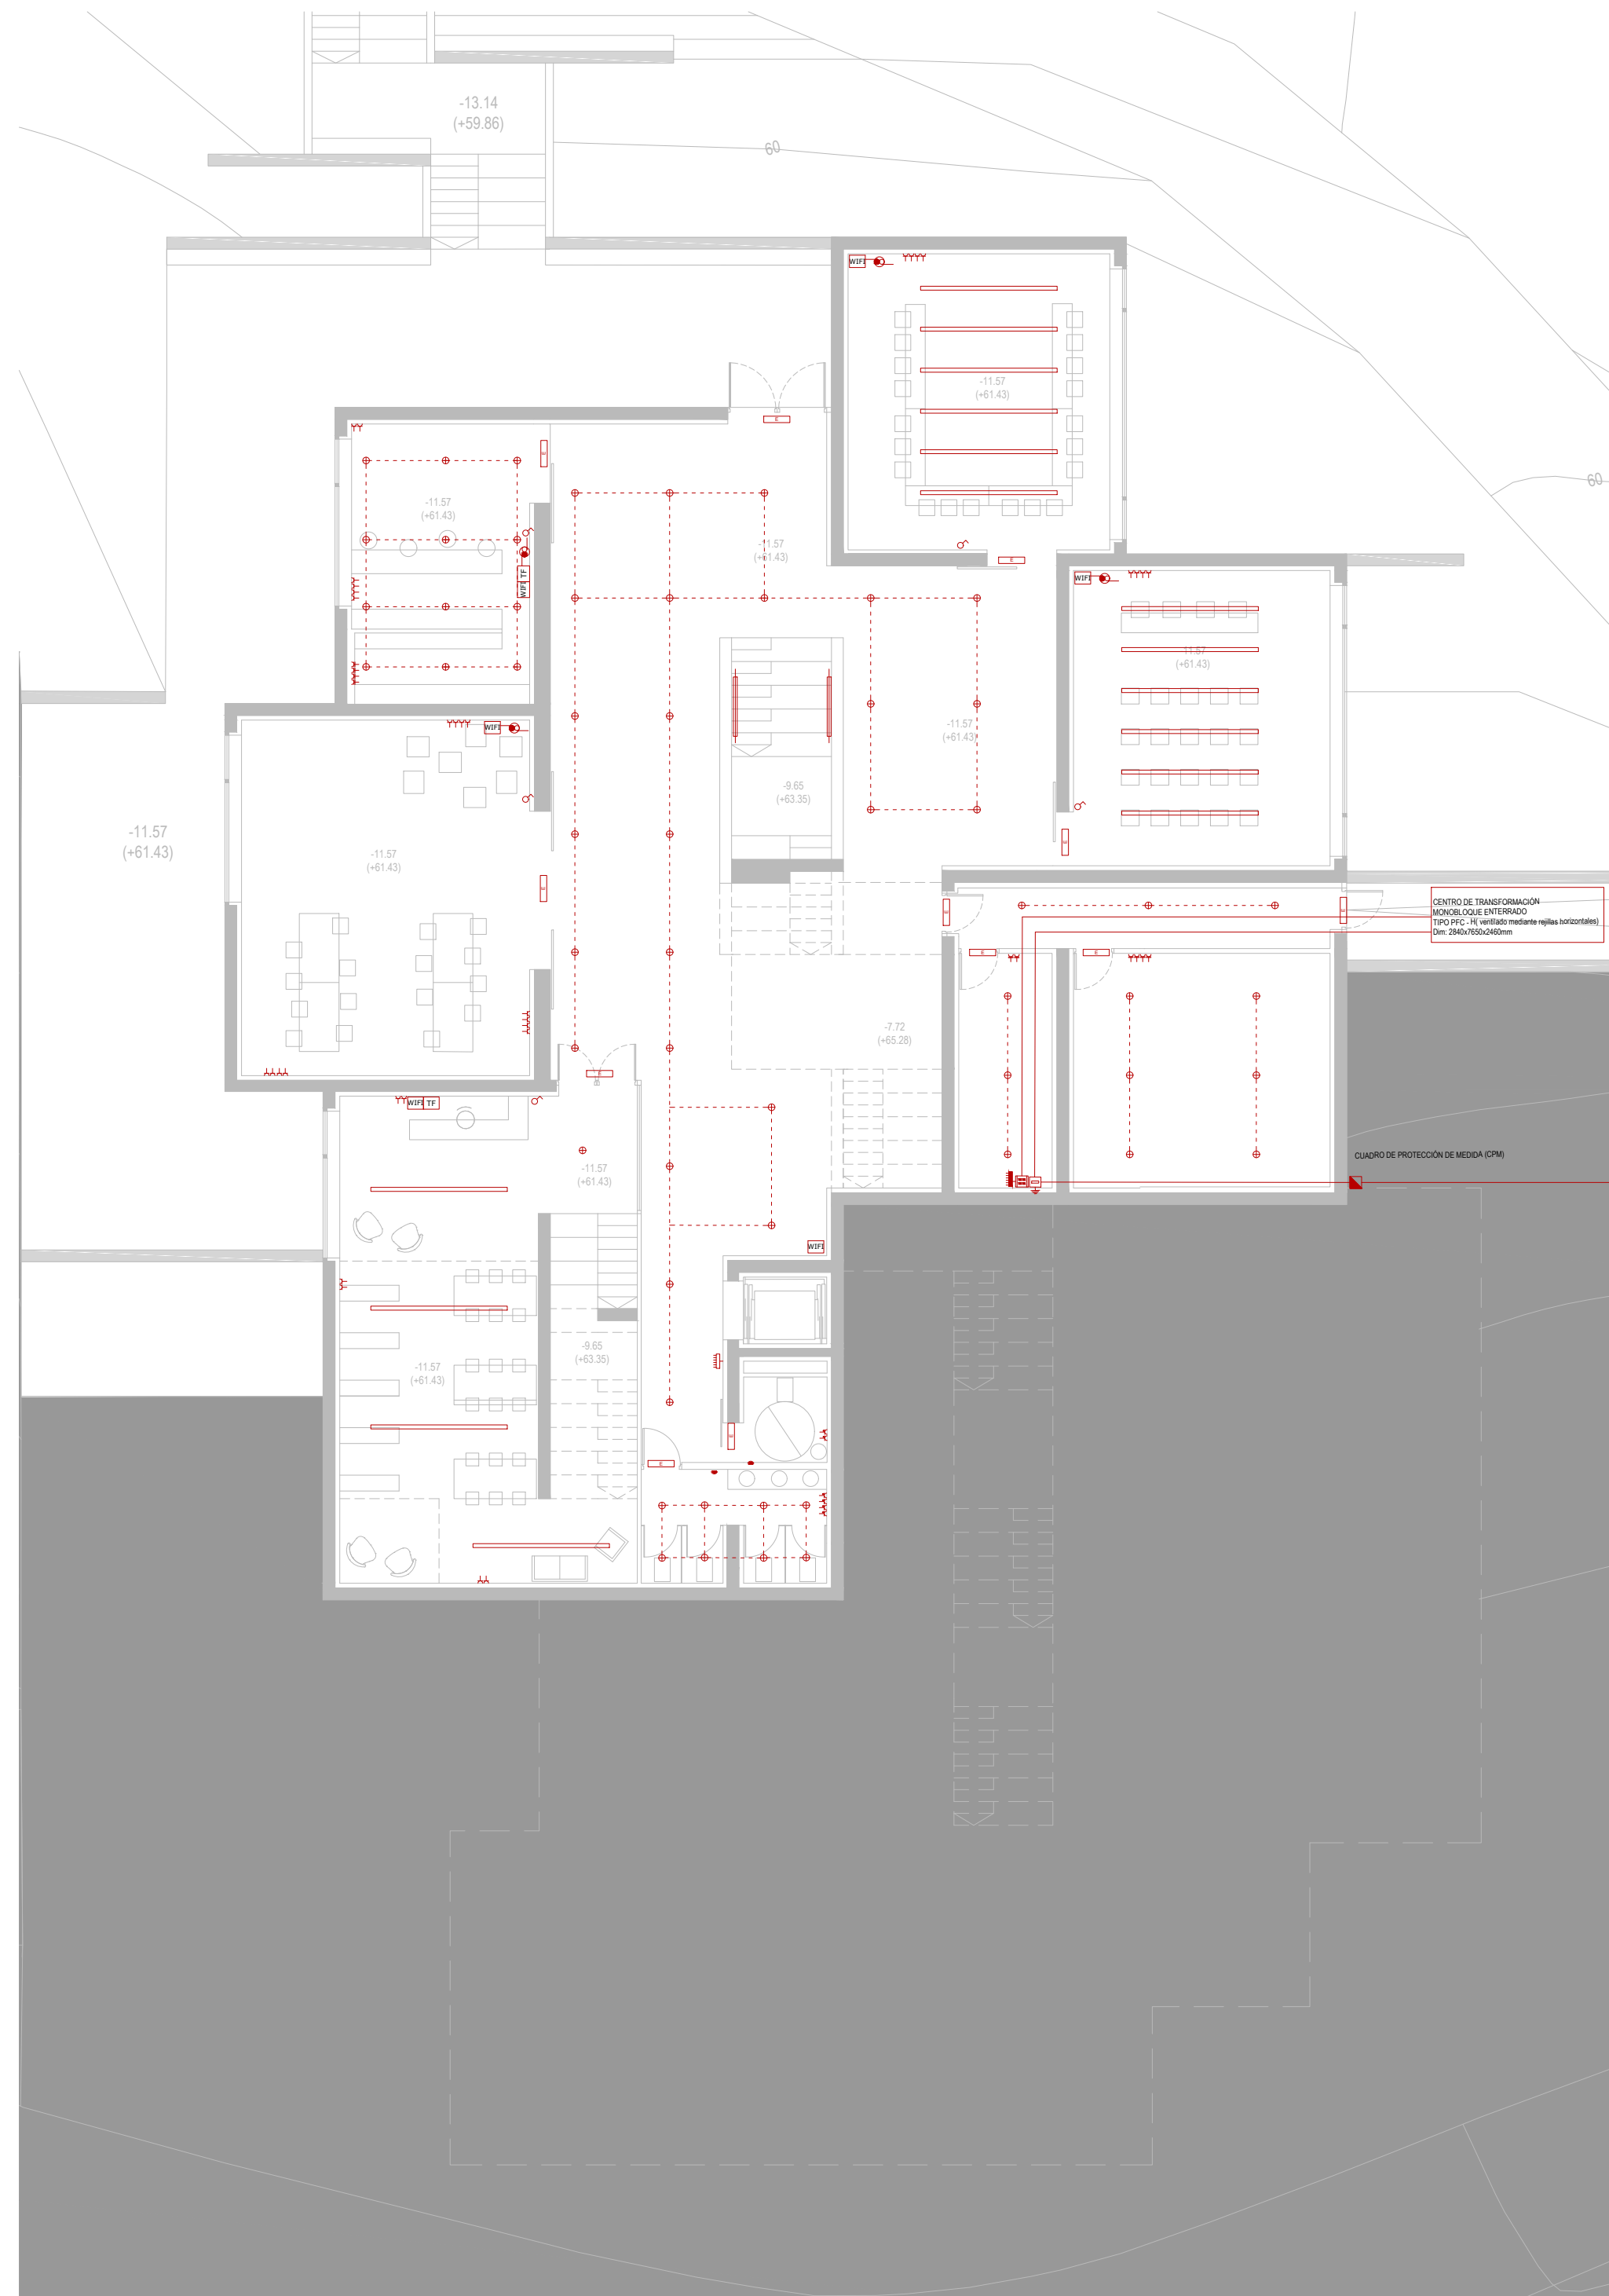 -13.14
(+59.86)
60
WIFI
-11.57
(+61.43)
E
E
-11.57
(+61.43)
60
-11.57
(+61.43)
E
WIFI
TF
WIFI
-11.57
(+61.43)
WIFI
-11.57
(+61.43)
-9.65
(+63.35)
-11.57
(+61.43)
E
-11.57
(+61.43)
E
E
E
CENTRO DE TRANSFORMACIÓN
MONOBLOQUE ENTERRADO
TIPO PFC - H( ventilado mediante rejillas horizontales)
Dim: 2840x7650x2460mm
E
E
-7.72
(+65.28)
E
WIFI TF
CUADRO DE PROTECCIÓN DE MEDIDA (CPM)
-11.57
(+61.43)
WIFI
-9.65
(+63.35)
-11.57
(+61.43)
E
E